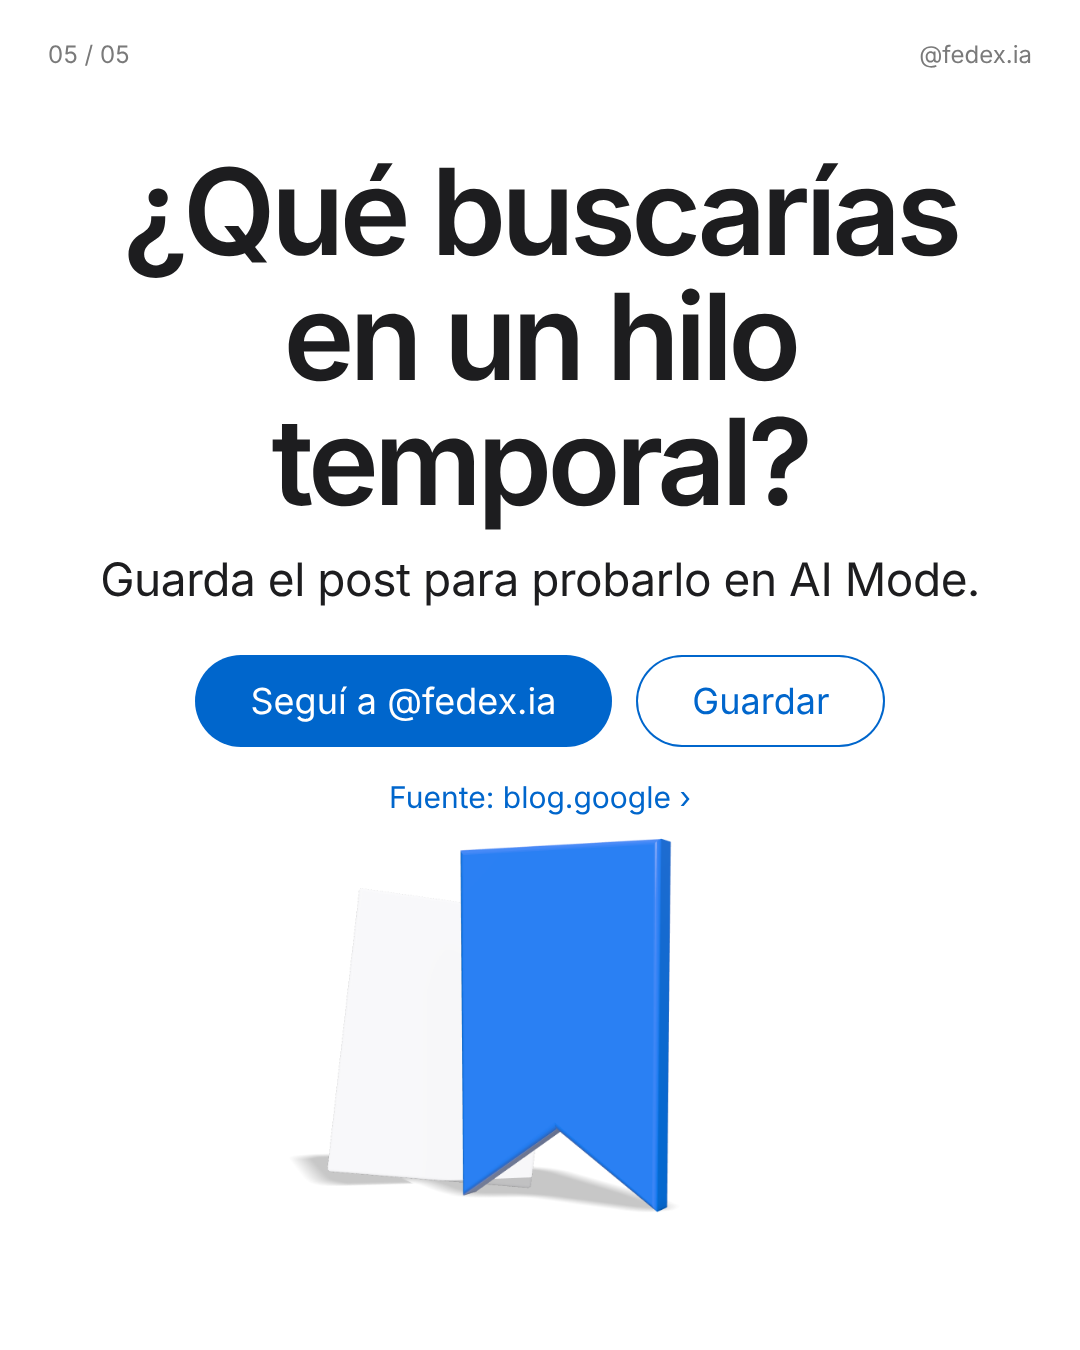 05 / 05
@fedex.ia
¿Qué buscarías
en un hilo
temporal?
Guarda el post para probarlo en AI Mode.
Seguí a @fedex.ia
Guardar
Fuente: blog.google ›